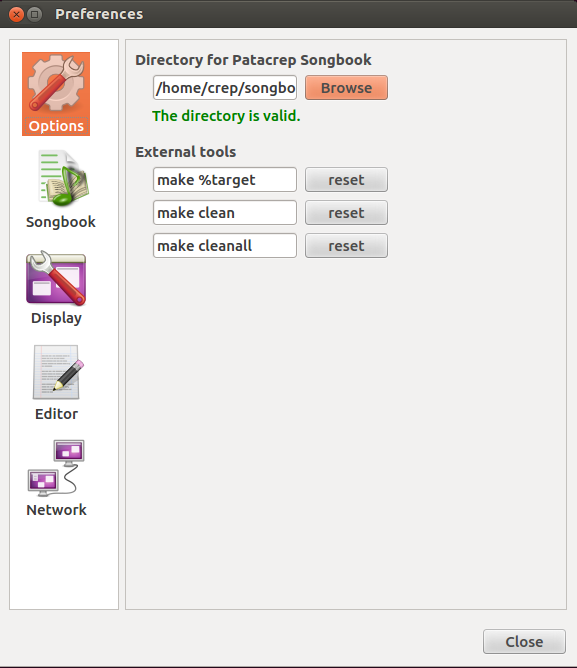 Preferences
Options
Songbook
Display
Editor
Network
Directory for Patacrep Songbook
/home/crep/songbo
Browse
The directory is valid.
External tools
make %target
reset
make clean
reset
make cleanall
reset
Close